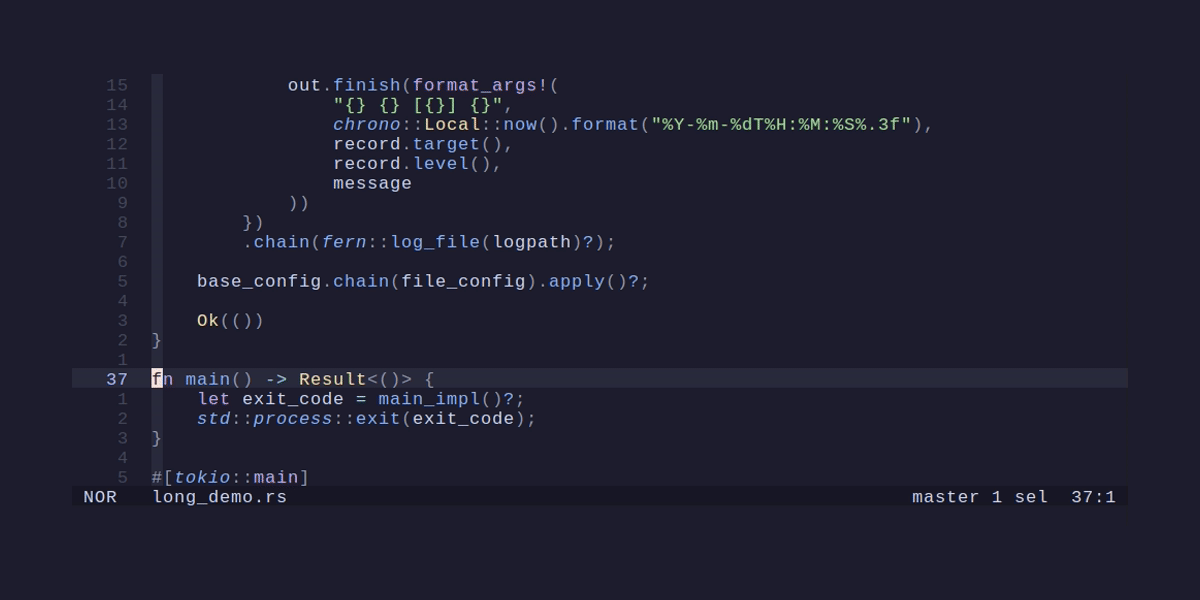 15              out.finish(format_args!(
14                  "{} {} [{}] {}",
13                  chrono::Local::now().format("%Y-%m-%dT%H:%M:%S%.3f"),
12                  record.target(),
11                  record.level(),
10                  message
 9              ))
 8          })
 7          .chain(fern::log_file(logpath)?);
 6
 5      base_config.chain(file_config).apply()?;
 4
 3      Ok(())
 2  }
 1
37  fn main() -> Result<()> {
 1      let exit_code = main_impl()?;
 2      std::process::exit(exit_code);
 3  }
 4
 5  #[tokio::main]
NOR   long_demo.rs   master 1 sel  37:1